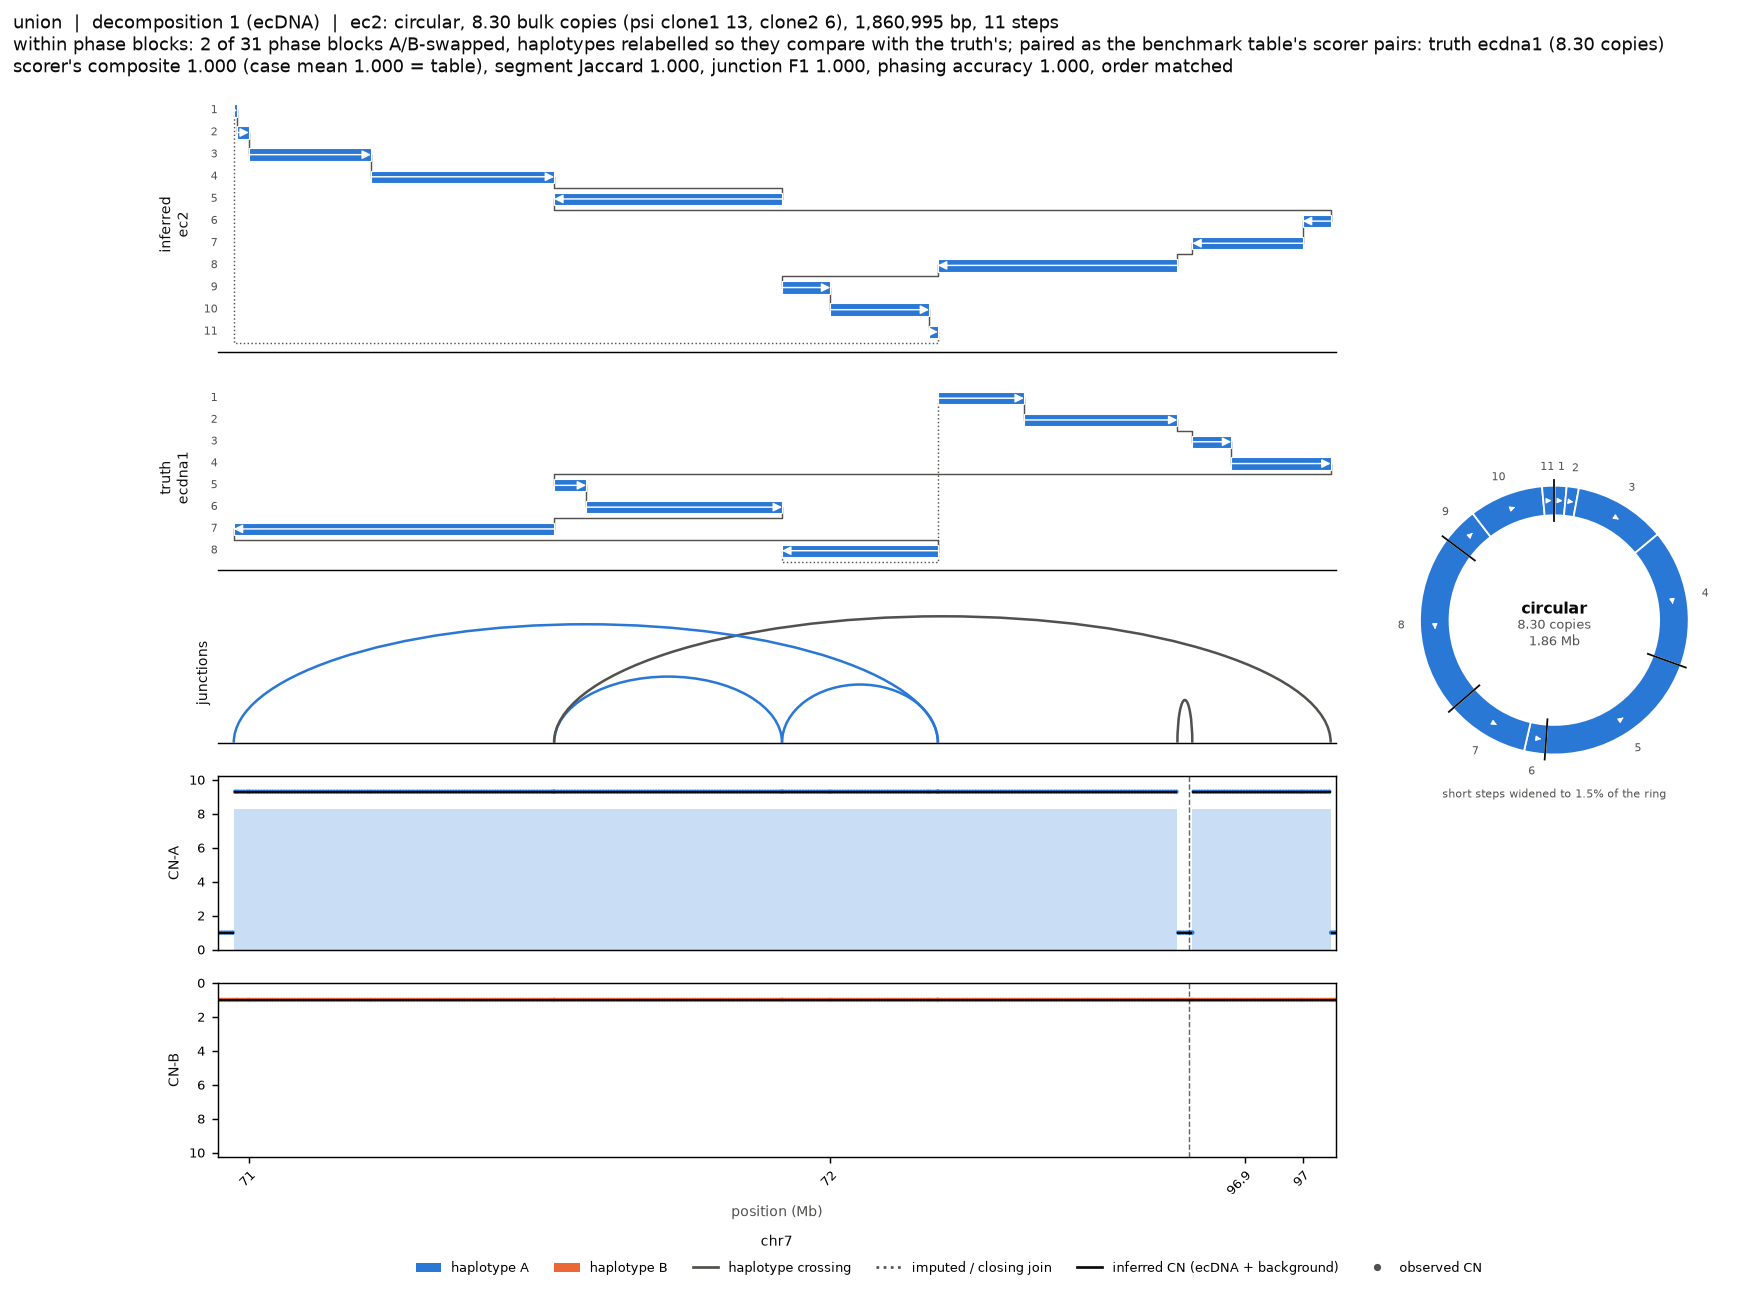 union | decomposition 1 (ecDNA) | ec2: circular, 8.30 bulk copies (psi clone1 13, clone2 6), 1,860,995 bp, 11 steps
within phase blocks: 2 of 31 phase blocks A/B-swapped, haplotypes relabelled so they compare with the truth's; paired as the benchmark table's scorer pairs: truth ecdna1 (8.30 copies)
scorer's composite 1.000 (case mean 1.000 = table), segment Jaccard 1.000, junction F1 1.000, phasing accuracy 1.000, order matched
inferred
ec2
1
2
3
4
5
6
7
8
9
10
11
truth
ecdna1
1
2
3
4
5
6
7
8
junctions
11 1 2
3
4
5
6
7
8
9
10
circular
8.30 copies
1.86 Mb
short steps widened to 1.5% of the ring
CN-A
10
8
6
4
2
0
CN-B
0
2
4
6
8
10
71
72
96.9
97
position (Mb)
chr7
haplotype A
haplotype B
haplotype crossing
imputed / closing join
inferred CN (ecDNA + background)
observed CN